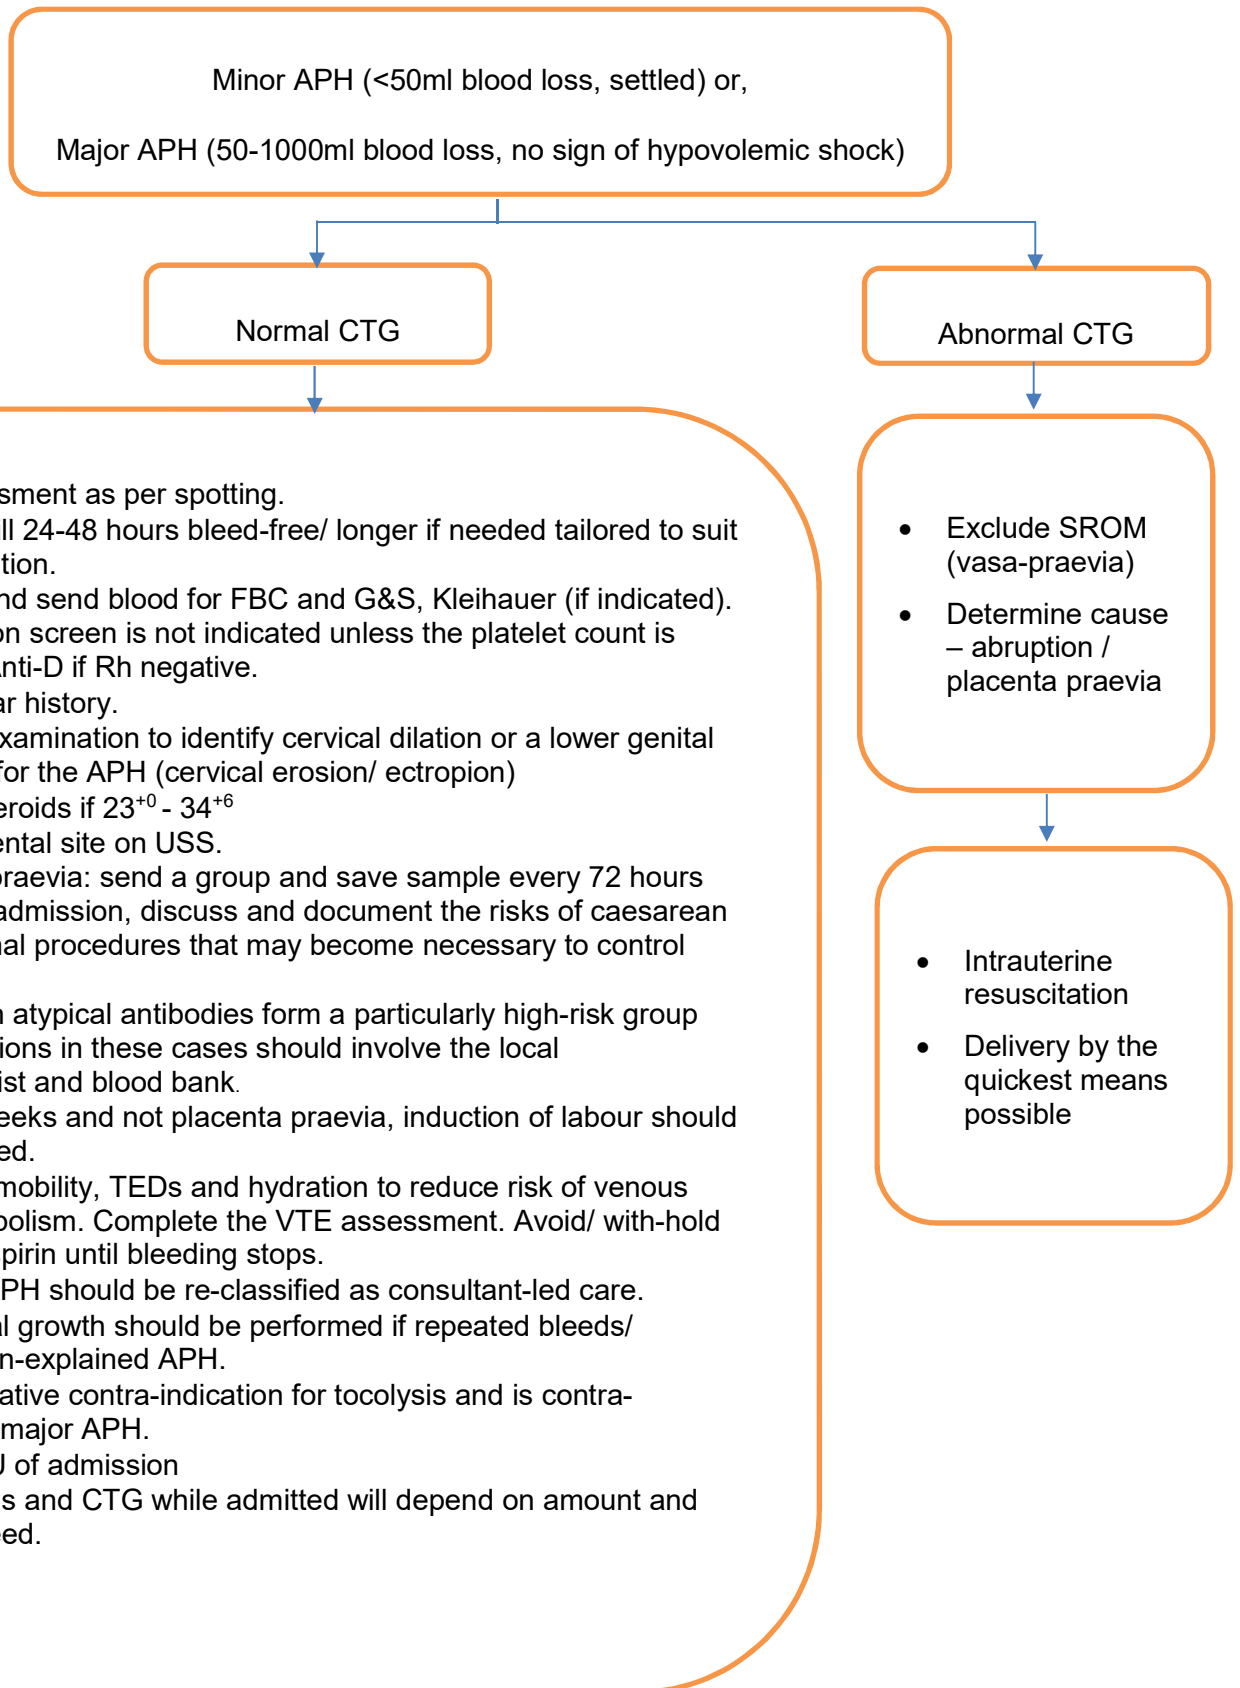 Minor APH (<50ml blood loss, settled) or,
Major APH (50-1000ml blood loss, no sign of hypovolemic shock)
Normal CTG
Abnormal CTG
sment as per spotting.
ill 24-48 hours bleed-free/ longer if needed tailored to suit
tion.
nd send blood for FBC and G&S, Kleihauer (if indicated).
on screen is not indicated unless the platelet count is
Anti-D if Rh negative.
ar history.
examination to identify cervical dilation or a lower genital
for the APH (cervical erosion/ ectropion)
eroids if 23+0 - 34+6
ental site on USS.
praevia: send a group and save sample every 72 hours
admission, discuss and document the risks of caesarean
nal procedures that may become necessary to control
n atypical antibodies form a particularly high-risk group
tions in these cases should involve the local
ist and blood bank.
eeks and not placenta praevia, induction of labour should
ed.
mobility, TEDs and hydration to reduce risk of venous
bolism. Complete the VTE assessment. Avoid/ with-hold
spirin until bleeding stops.
PH should be re-classified as consultant-led care.
al growth should be performed if repeated bleeds/
n-explained APH.
ative contra-indication for tocolysis and is contra-
major APH.
U of admission
s and CTG while admitted will depend on amount and
eed.
• Exclude SROM
(vasa-praevia)
• Determine cause
– abruption /
placenta praevia
• Intrauterine
resuscitation
• Delivery by the
quickest means
possible